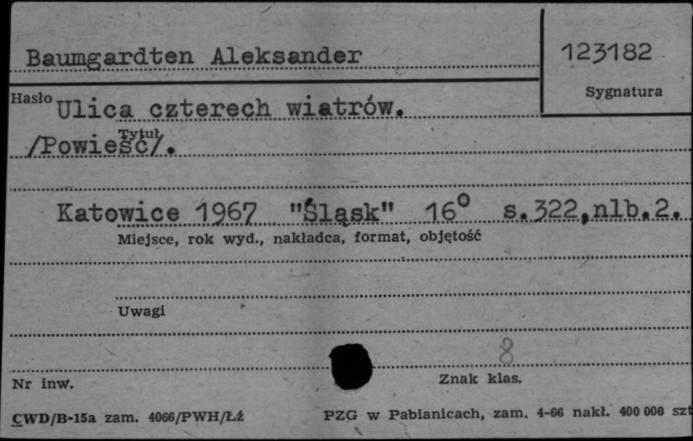 Baumgardten Aleksander
123182
Sygnatura
Hasło
Ulica czterech wiatrów.
Tytuł
/Powieść/.
Katowice 1967 "Śląsk" 16° s.322,nlb.2.
Miejsce, rok wyd., nakładca, format, objętość
Uwagi
8
Nr inw.
Znak klas.
CWD/B-15a zam. 4066/PWH/Łź
PZG w Pabianicach, zam. 4-66 nakł. 400 000 szt